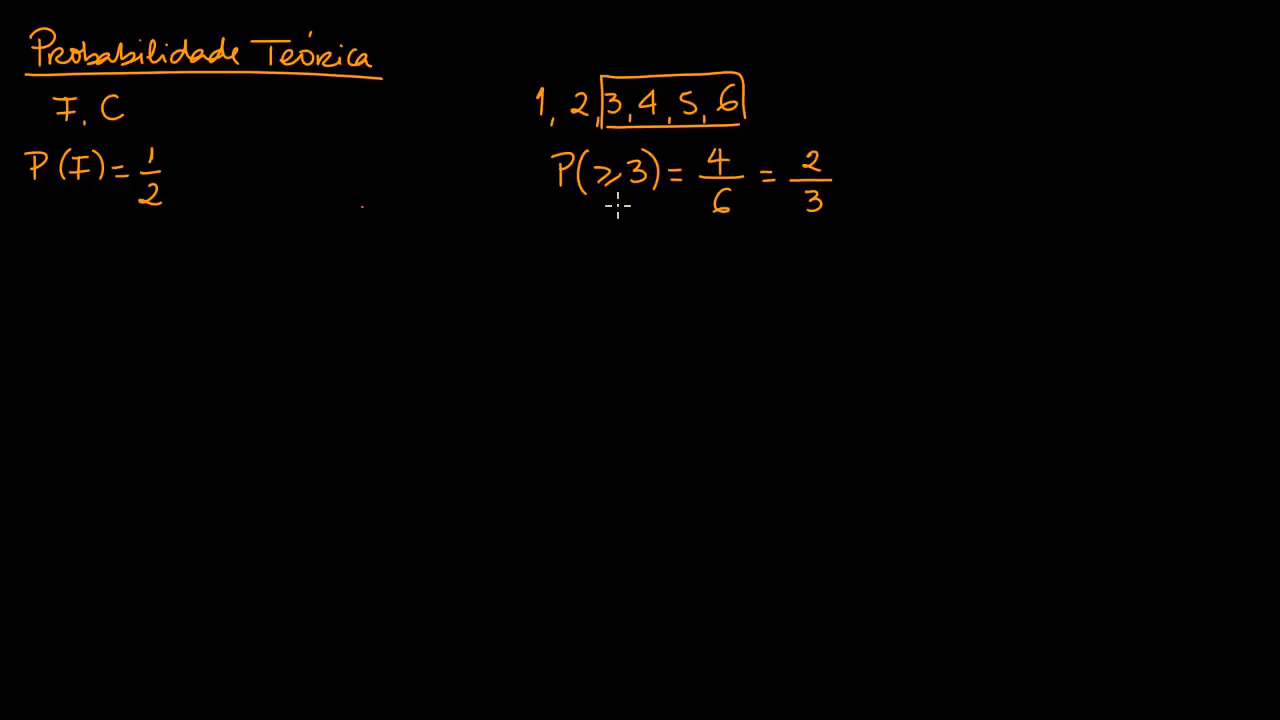 Probabilidade Teórica
F, C
P(F) = 1/2
1, 2, 3, 4, 5, 6
P(≥3) = 4/6 = 2/3